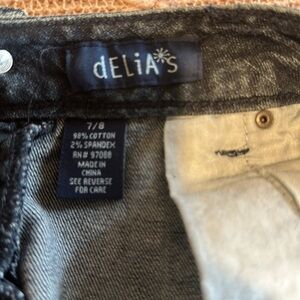 dELiA*s
7/8
98% COTTON
2% SPANDEX
RN# 97088
MADE IN
CHINA
SEE REVERSE
FOR CARE